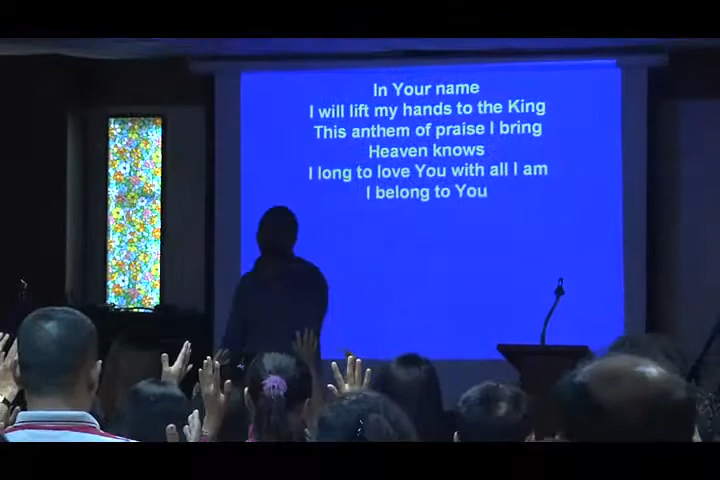 In Your name
I will lift my hands to the King
This anthem of praise I bring
Heaven knows
I long to love You with all I am
I belong to You